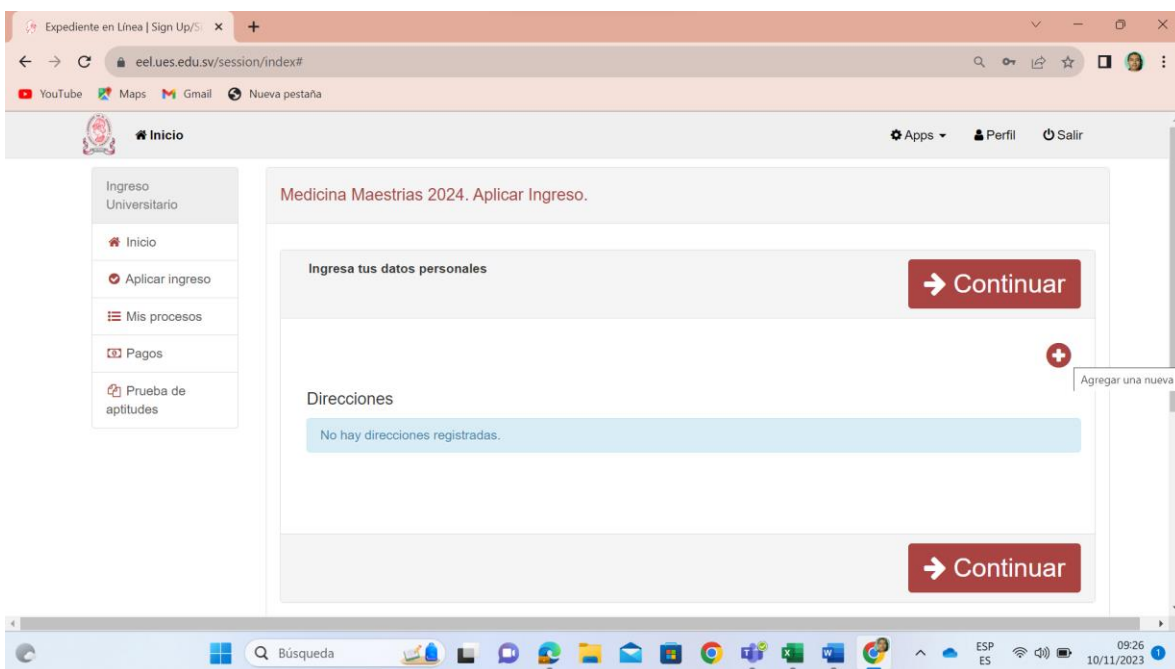 Expediente en Línea | Sign Up/Si
eel.ues.edu.sv/session/index#
YouTube Maps Gmail Nueva pestaña
Inicio Apps Perfil Salir
Ingreso
Universitario
Inicio
Aplicar ingreso
Mis procesos
Pagos
Prueba de
aptitudes
Medicina Maestrias 2024. Aplicar Ingreso.
Ingresa tus datos personales
Continuar
Agregar una nueva
Direcciones
No hay direcciones registradas.
Continuar
Búsqueda
ESP
ES
09:26
10/11/2023
1